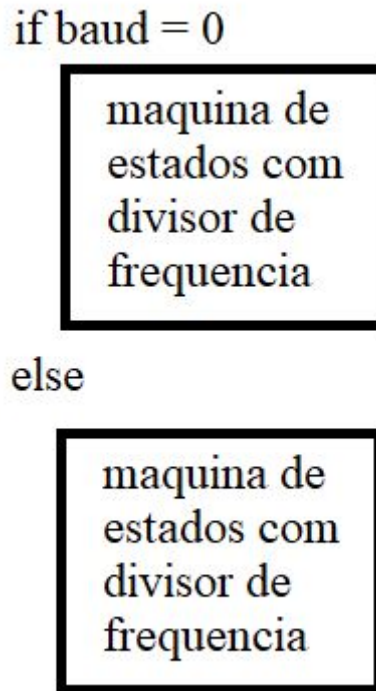 if baud = 0
maquina de
estados com
divisor de
frequencia
else
maquina de
estados com
divisor de
frequencia